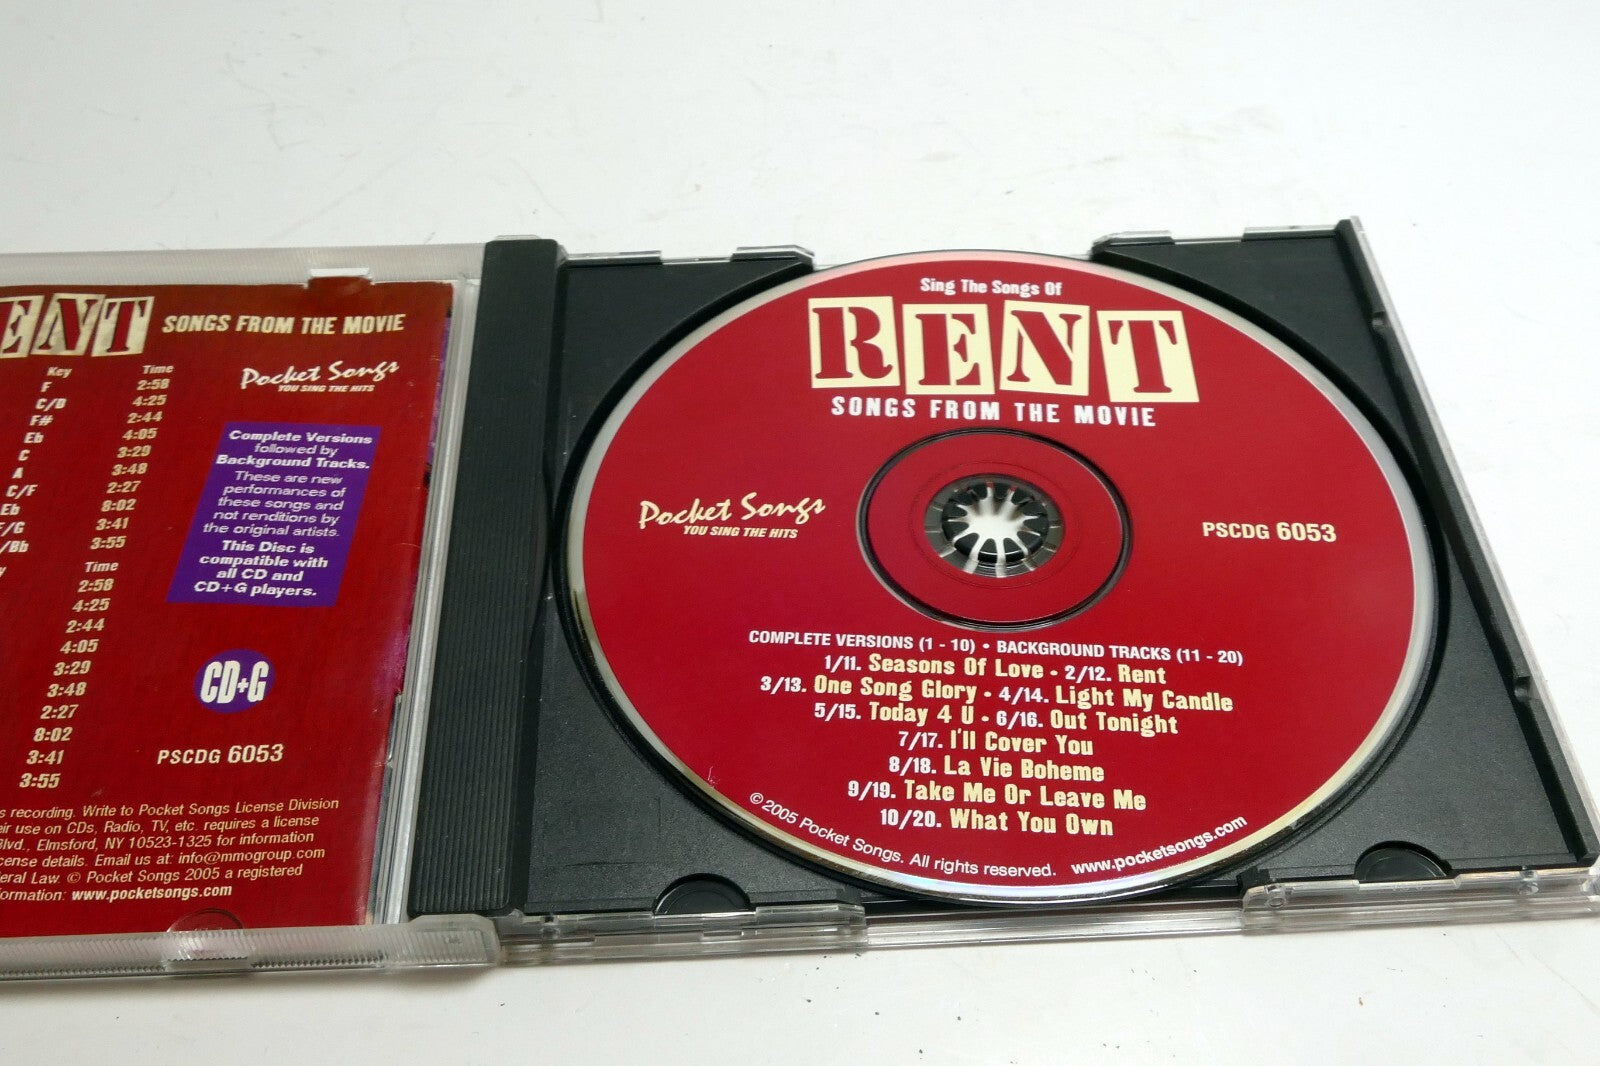 ENT SONGS FROM THE MOVIE
Key Time
F 2:58
C/D 4:25
F# 2:44
Eb 4:05
C 3:29
A 3:48
C/F 2:27
Eb 8:02
/G 3:41
/Bb 3:55
Time
2:58
4:25
2:44
4:05
3:29
3:48
2:27
8:02
3:41
3:55
Pocket Songs
YOU SING THE HITS
Complete Versions
followed by
Background Tracks.
These are new
performances of
these songs and
not renditions by
the original artists.
This Disc is
compatible with
all CD and
CD+G players.
CD+G
PSCDG 6053
recording. Write to Pocket Songs License Division
use on CDs, Radio, TV, etc. requires a license
Blvd., Elmsford, NY 10523-1325 for information
details. Email us at: info@mmogroup.com
Law. © Pocket Songs 2005 a registered
www.pocketsongs.com
Sing The Songs Of
RENT
SONGS FROM THE MOVIE
Pocket Songs
YOU SING THE HITS
PSCDG 6053
COMPLETE VERSIONS (1 - 10) • BACKGROUND TRACKS (11 - 20)
1/11. Seasons Of Love • 2/12. Rent
3/13. One Song Glory • 4/14. Light My Candle
5/15. Today 4 U • 6/16. Out Tonight
7/17. I'll Cover You
8/18. La Vie Boheme
9/19. Take Me Or Leave Me
10/20. What You Own
© 2005 Pocket Songs. All rights reserved. www.pocketsongs.com